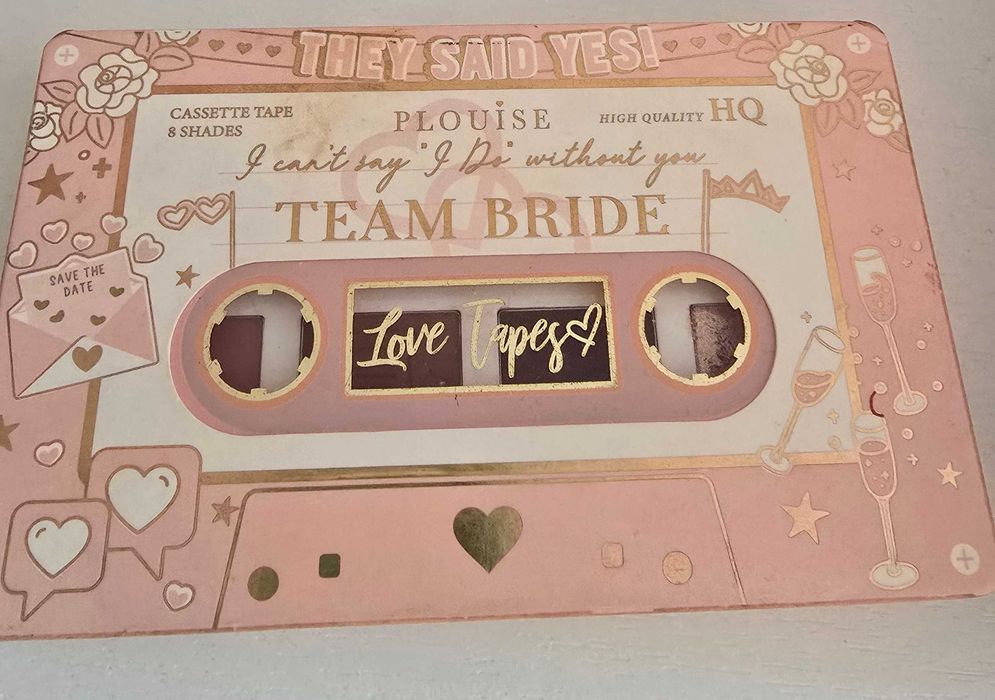 THEY SAID YES!
CASSETTE TAPE
8 SHADES
PLOUISE
HIGH QUALITY HQ
I can't say "I Do" without you
TEAM BRIDE
SAVE THE
DATE
Love Tapes